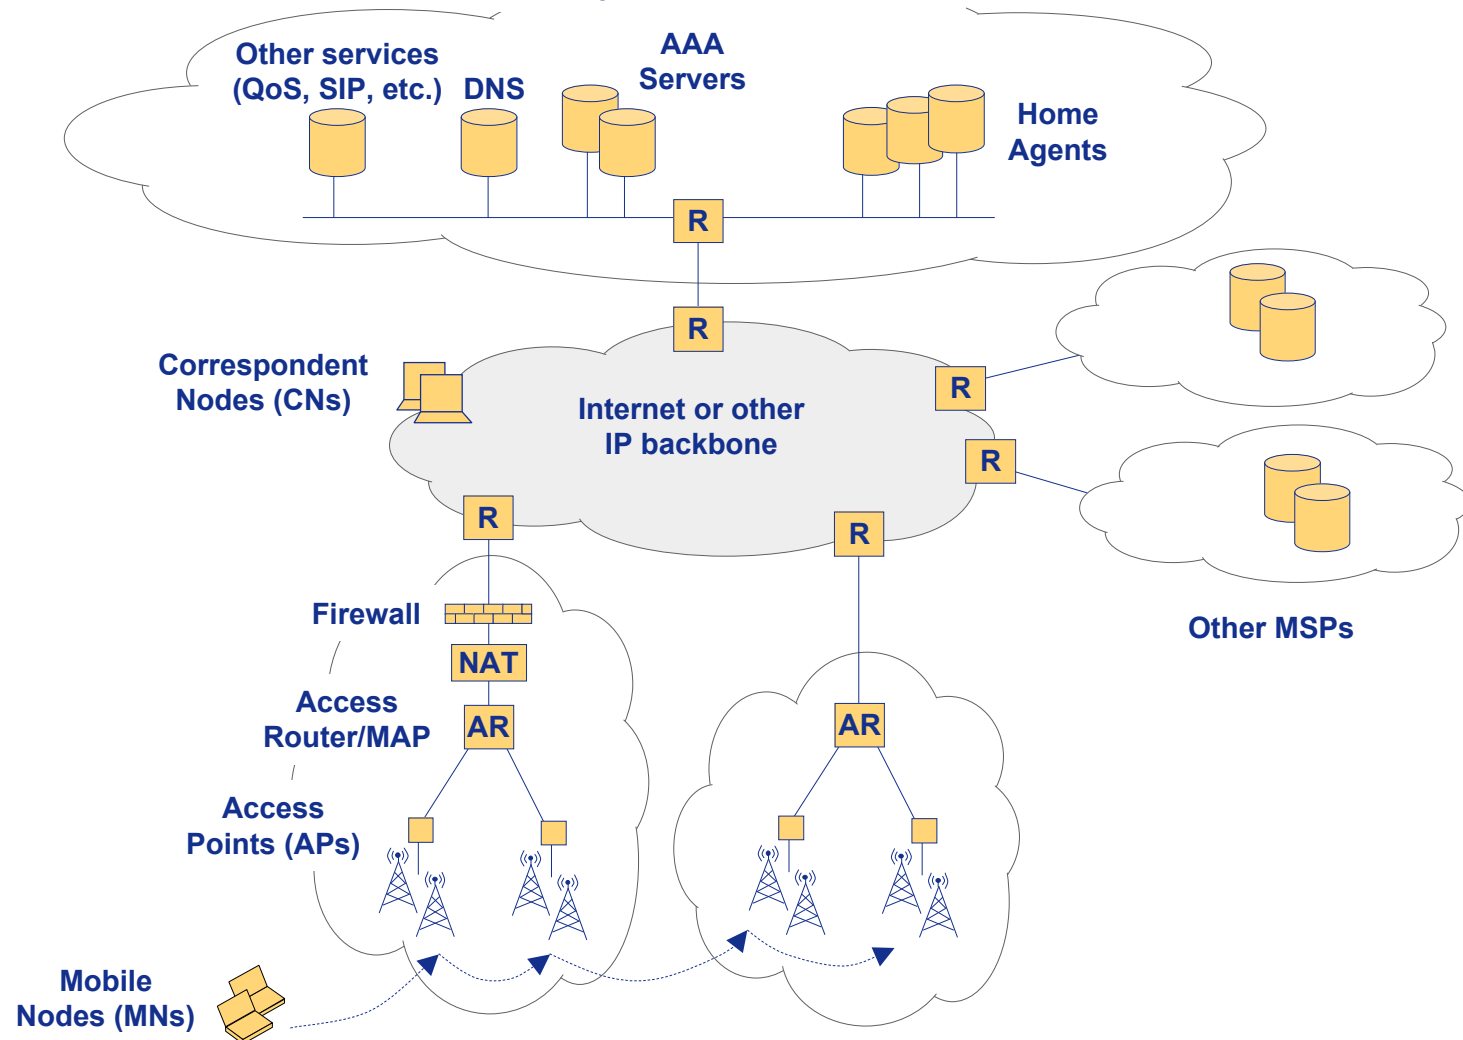 Other services
(QoS, SIP, etc.)
DNS
AAA
Servers
Home
Agents
R
R
Correspondent
Nodes (CNs)
Internet or other
IP backbone
R
R
R
R
Other MSPs
Firewall
NAT
Access
Router/MAP
AR
AR
Access
Points (APs)
Mobile
Nodes (MNs)